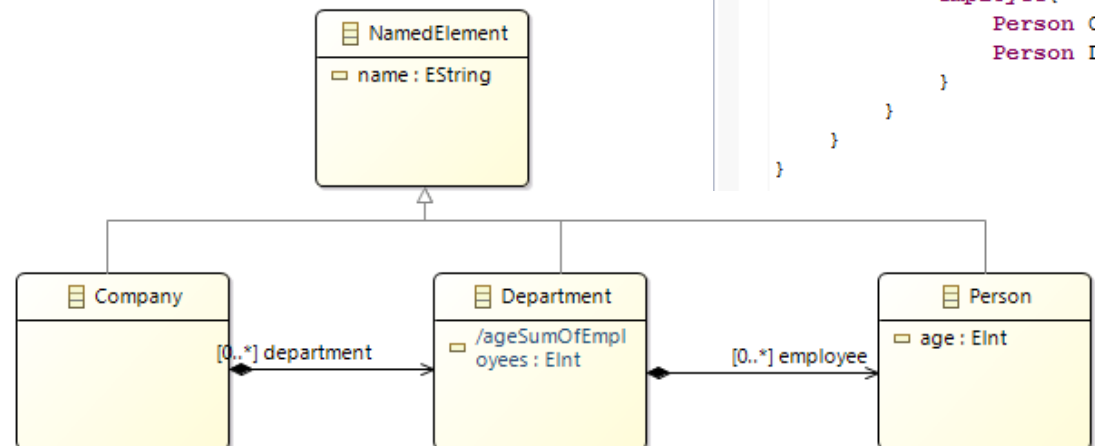 NamedElement
name : EString
Person
Person
}
}
}
}
Company
Department
Person
/ageSumOfEmpl
oyees : EInt
age : EInt
[0..*] department
[0..*] employee